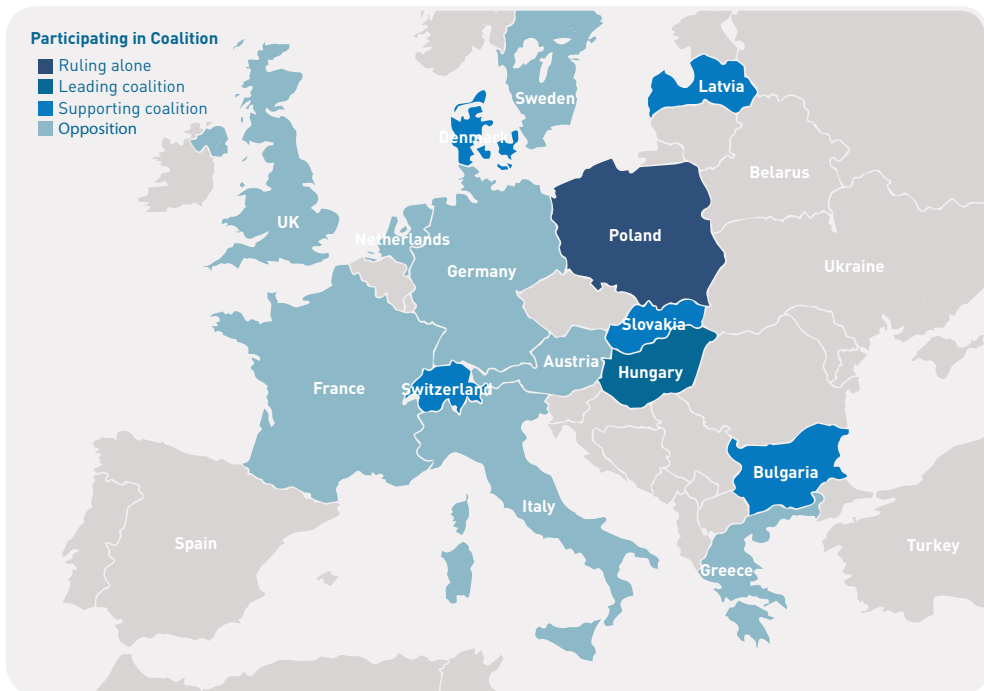 Participating in Coalition
Ruling alone
Leading coalition
Supporting coalition
Opposition
Sweden
Latvia
Denmark
Belarus
UK
Netherlands
Poland
Germany
Ukraine
Slovakia
Austria
Hungary
France
Switzerland
Bulgaria
Italy
Spain
Turkey
Greece